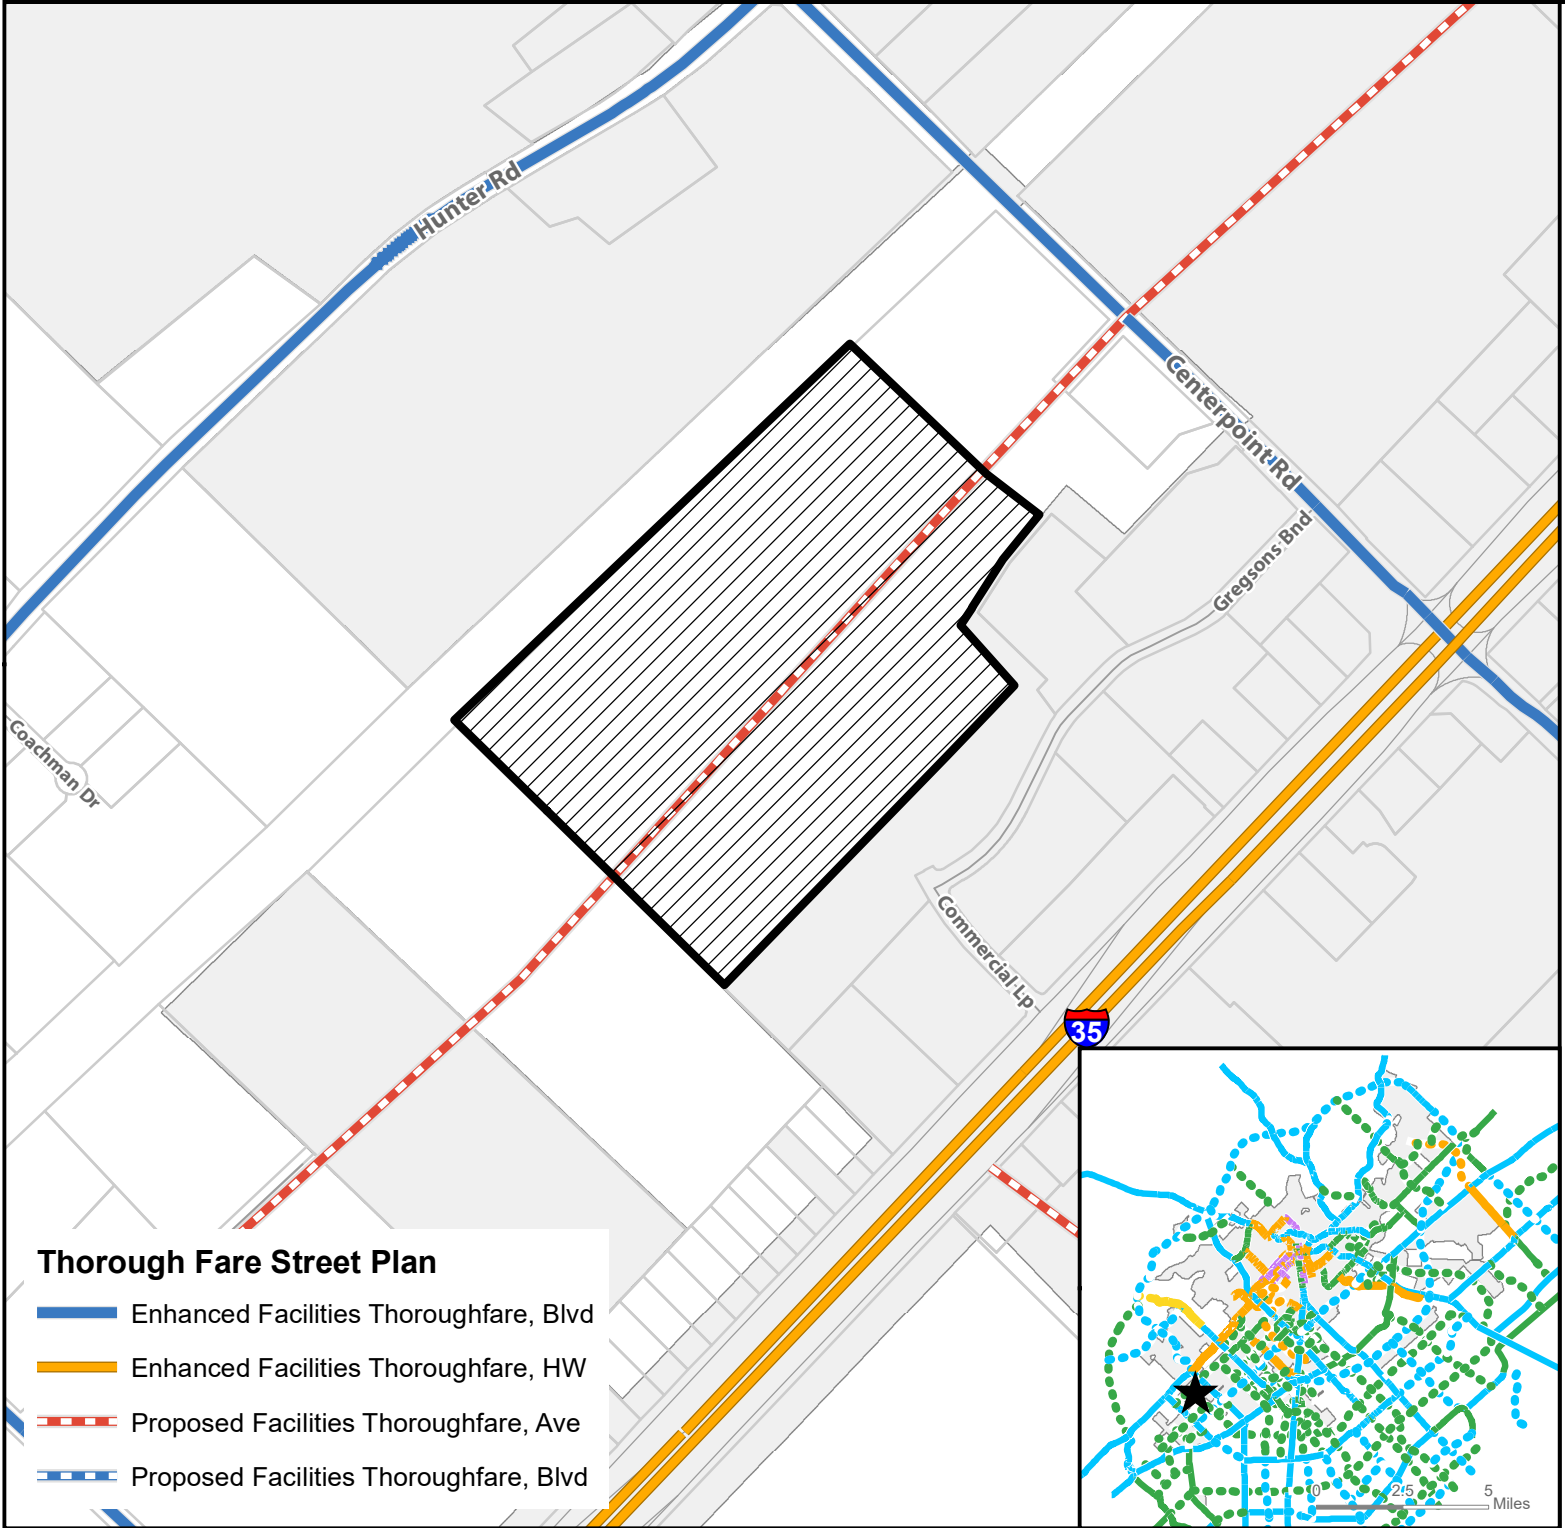 Hunter Rd
Centerpoint Rd
Gregsons Bnd
Coachman Dr
Commercial Lp
35
Thorough Fare Street Plan
Enhanced Facilities Thoroughfare, Blvd
Enhanced Facilities Thoroughfare, HW
Proposed Facilities Thoroughfare, Ave
Proposed Facilities Thoroughfare, Blvd
0 2.5 5
Miles